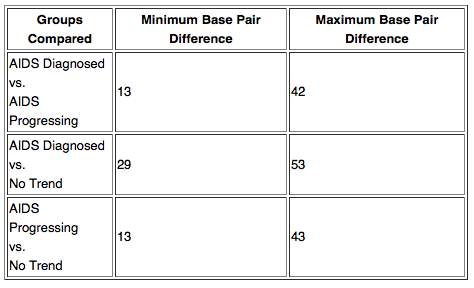 Groups Compared
Minimum Base Pair Difference
Maximum Base Pair Difference
AIDS Diagnosed
vs.
AIDS
Progressing
13
42
AIDS Diagnosed
vs.
No Trend
29
53
AIDS
Progressing
vs.
No Trend
13
43